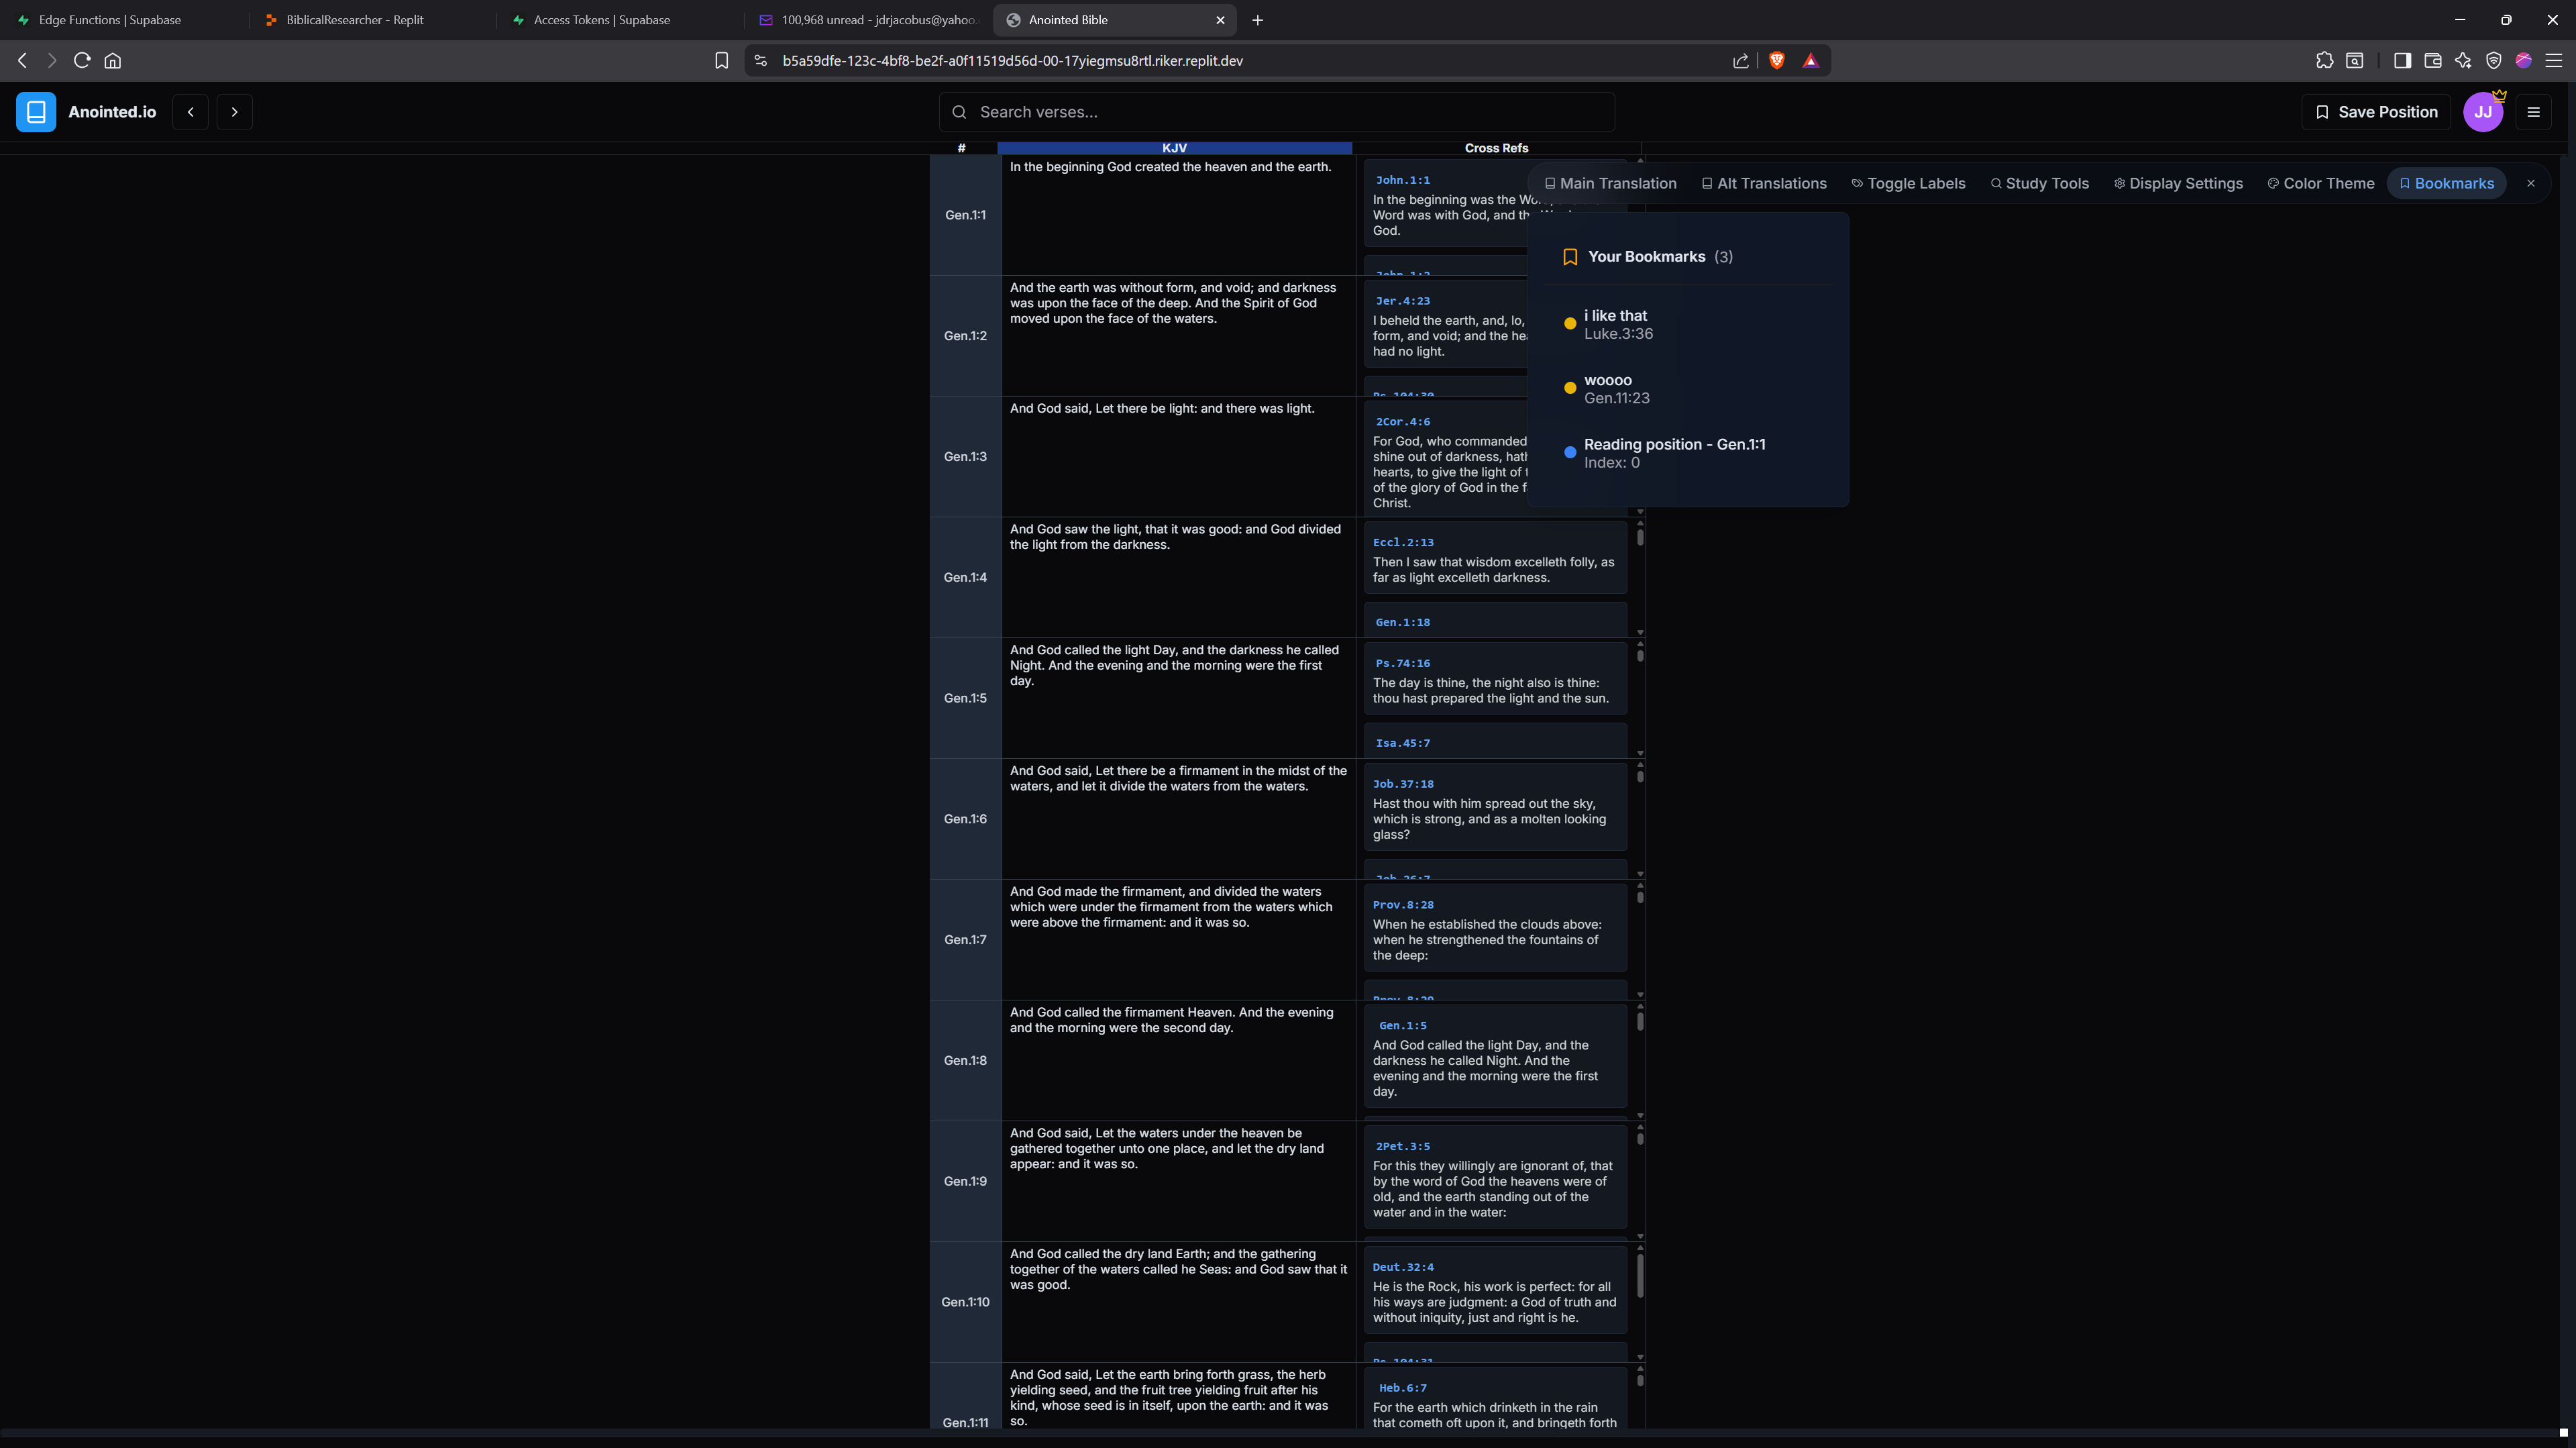 Edge Functions | Supabase
BiblicalResearcher - Replit
Access Tokens | Supabase
100,968 unread - jdrjacobus@yahoo.
Anointed Bible
b5a59dfe-123c-4bf8-be2f-a0f11519d56d-00-17yiegmsu8rtl.riker.replit.dev
Anointed.io
Search verses...
Save Position
JJ
# KJV Cross Refs
Main Translation Alt Translations Toggle Labels Study Tools Display Settings Color Theme Bookmarks
Your Bookmarks (3)
i like that
Luke.3:36
woooo
Gen.11:23
Reading position - Gen.1:1
Index: 0
Gen.1:1
In the beginning God created the heaven and the earth.
John.1:1
In the beginning was the
Word was with God, and
God.
John.1:2
Gen.1:2
And the earth was without form, and void; and darkness
was upon the face of the deep. And the Spirit of God
moved upon the face of the waters.
Jer.4:23
I beheld the earth, and, lo,
form, and void; and the
had no light.
Ps.104:30
Gen.1:3
And God said, Let there be light: and there was light.
2Cor.4:6
For God, who commanded
shine out of darkness,
hearts, to give the light of
of the glory of God in the
Christ.
Gen.1:4
And God saw the light, that it was good: and God divided
the light from the darkness.
Eccl.2:13
Then I saw that wisdom excelleth folly, as
far as light excelleth darkness.
Gen.1:18
Gen.1:5
And God called the light Day, and the darkness he called
Night. And the evening and the morning were the first
day.
Ps.74:16
The day is thine, the night also is thine:
thou hast prepared the light and the sun.
Isa.45:7
Gen.1:6
And God said, Let there be a firmament in the midst of the
waters, and let it divide the waters from the waters.
Job.37:18
Hast thou with him spread out the sky,
which is strong, and as a molten looking
glass?
Job.26:7
Gen.1:7
And God made the firmament, and divided the waters
which were under the firmament from the waters which
were above the firmament: and it was so.
Prov.8:28
When he established the clouds above:
when he strengthened the fountains of
the deep:
Prov.8:29
Gen.1:8
And God called the firmament Heaven. And the evening
and the morning were the second day.
Gen.1:5
And God called the light Day, and the
darkness he called Night. And the
evening and the morning were the first
day.
Gen.1:9
And God said, Let the waters under the heaven be
gathered together unto one place, and let the dry land
appear: and it was so.
2Pet.3:5
For this they willingly are ignorant of, that
by the word of God the heavens were of
old, and the earth standing out of the
water and in the water:
Gen.1:10
And God called the dry land Earth; and the gathering
together of the waters called he Seas: and God saw that it
was good.
Deut.32:4
He is the Rock, his work is perfect: for all
his ways are judgment: a God of truth and
without iniquity, just and right is he.
Ps.104:31
Gen.1:11
And God said, Let the earth bring forth grass, the herb
yielding seed, and the fruit tree yielding fruit after his
kind, whose seed is in itself, upon the earth: and it was
so.
Heb.6:7
For the earth which drinketh in the rain
that cometh oft upon it, and bringeth forth